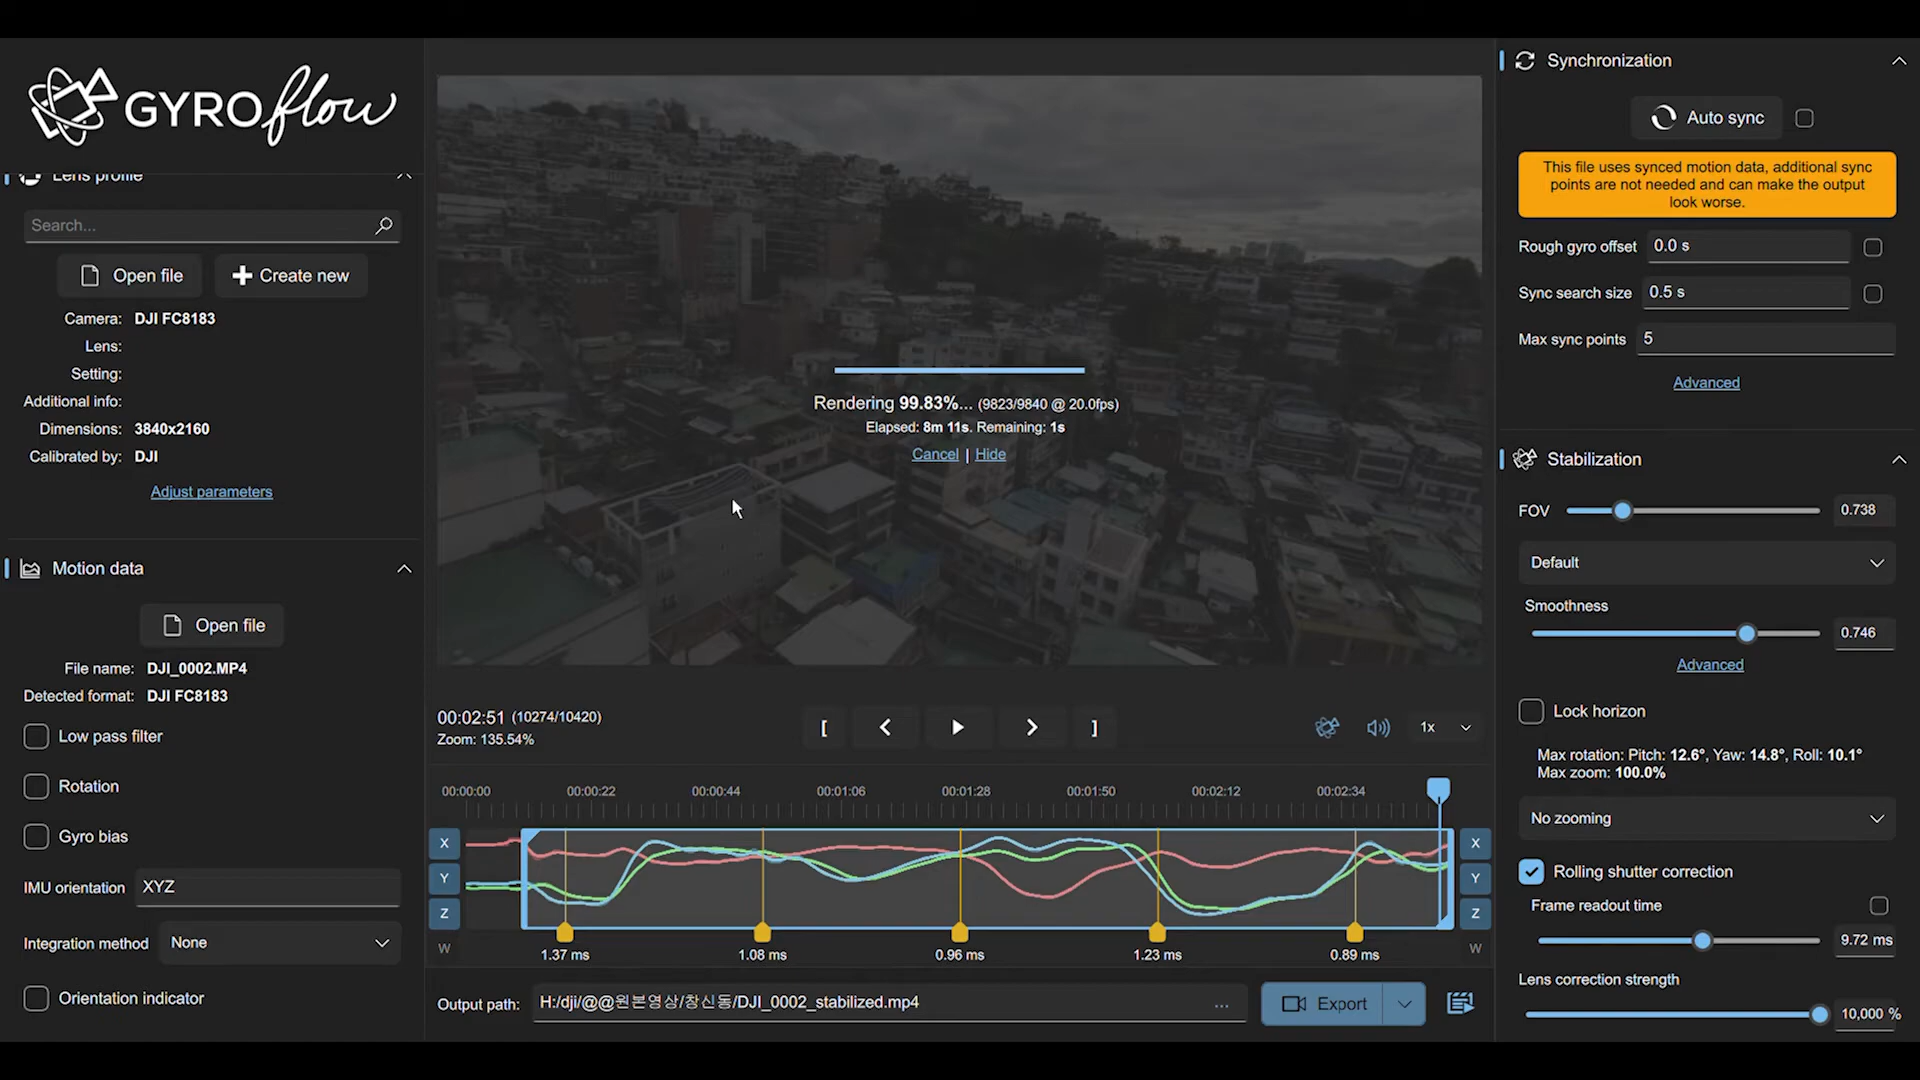 GYROflow
Lens profile
Search...
Open file
Create new
Camera: DJI FC8183
Lens:
Setting:
Additional info:
Dimensions: 3840x2160
Calibrated by: DJI
Adjust parameters
Motion data
Open file
File name: DJI_0002.MP4
Detected format: DJI FC8183
Low pass filter
Rotation
Gyro bias
IMU orientation XYZ
Integration method None
Orientation indicator
Rendering 99.83%... (9823/9840 @ 20.0fps)
Elapsed: 8m 11s. Remaining: 1s
Cancel | Hide
00:02:51 (10274/10420)
Zoom: 135.54%
[ ]
1x
00:00:00 00:00:22 00:00:44 00:01:06 00:01:28 00:01:50 00:02:12 00:02:34
X X
Y Y
Z Z
W W
1.37 ms 1.08 ms 0.96 ms 1.23 ms 0.89 ms
Output path: H:/dji/@@원본영상/창신동/DJI_0002_stabilized.mp4 ...
Export
Synchronization
Auto sync
This file uses synced motion data, additional sync
points are not needed and can make the output
look worse.
Rough gyro offset 0.0 s
Sync search size 0.5 s
Max sync points 5
Advanced
Stabilization
FOV 0.738
Default
Smoothness
0.746
Advanced
Lock horizon
Max rotation: Pitch: 12.6°, Yaw: 14.8°, Roll: 10.1°
Max zoom: 100.0%
No zooming
Rolling shutter correction
Frame readout time
9.72 ms
Lens correction strength
10,000 %